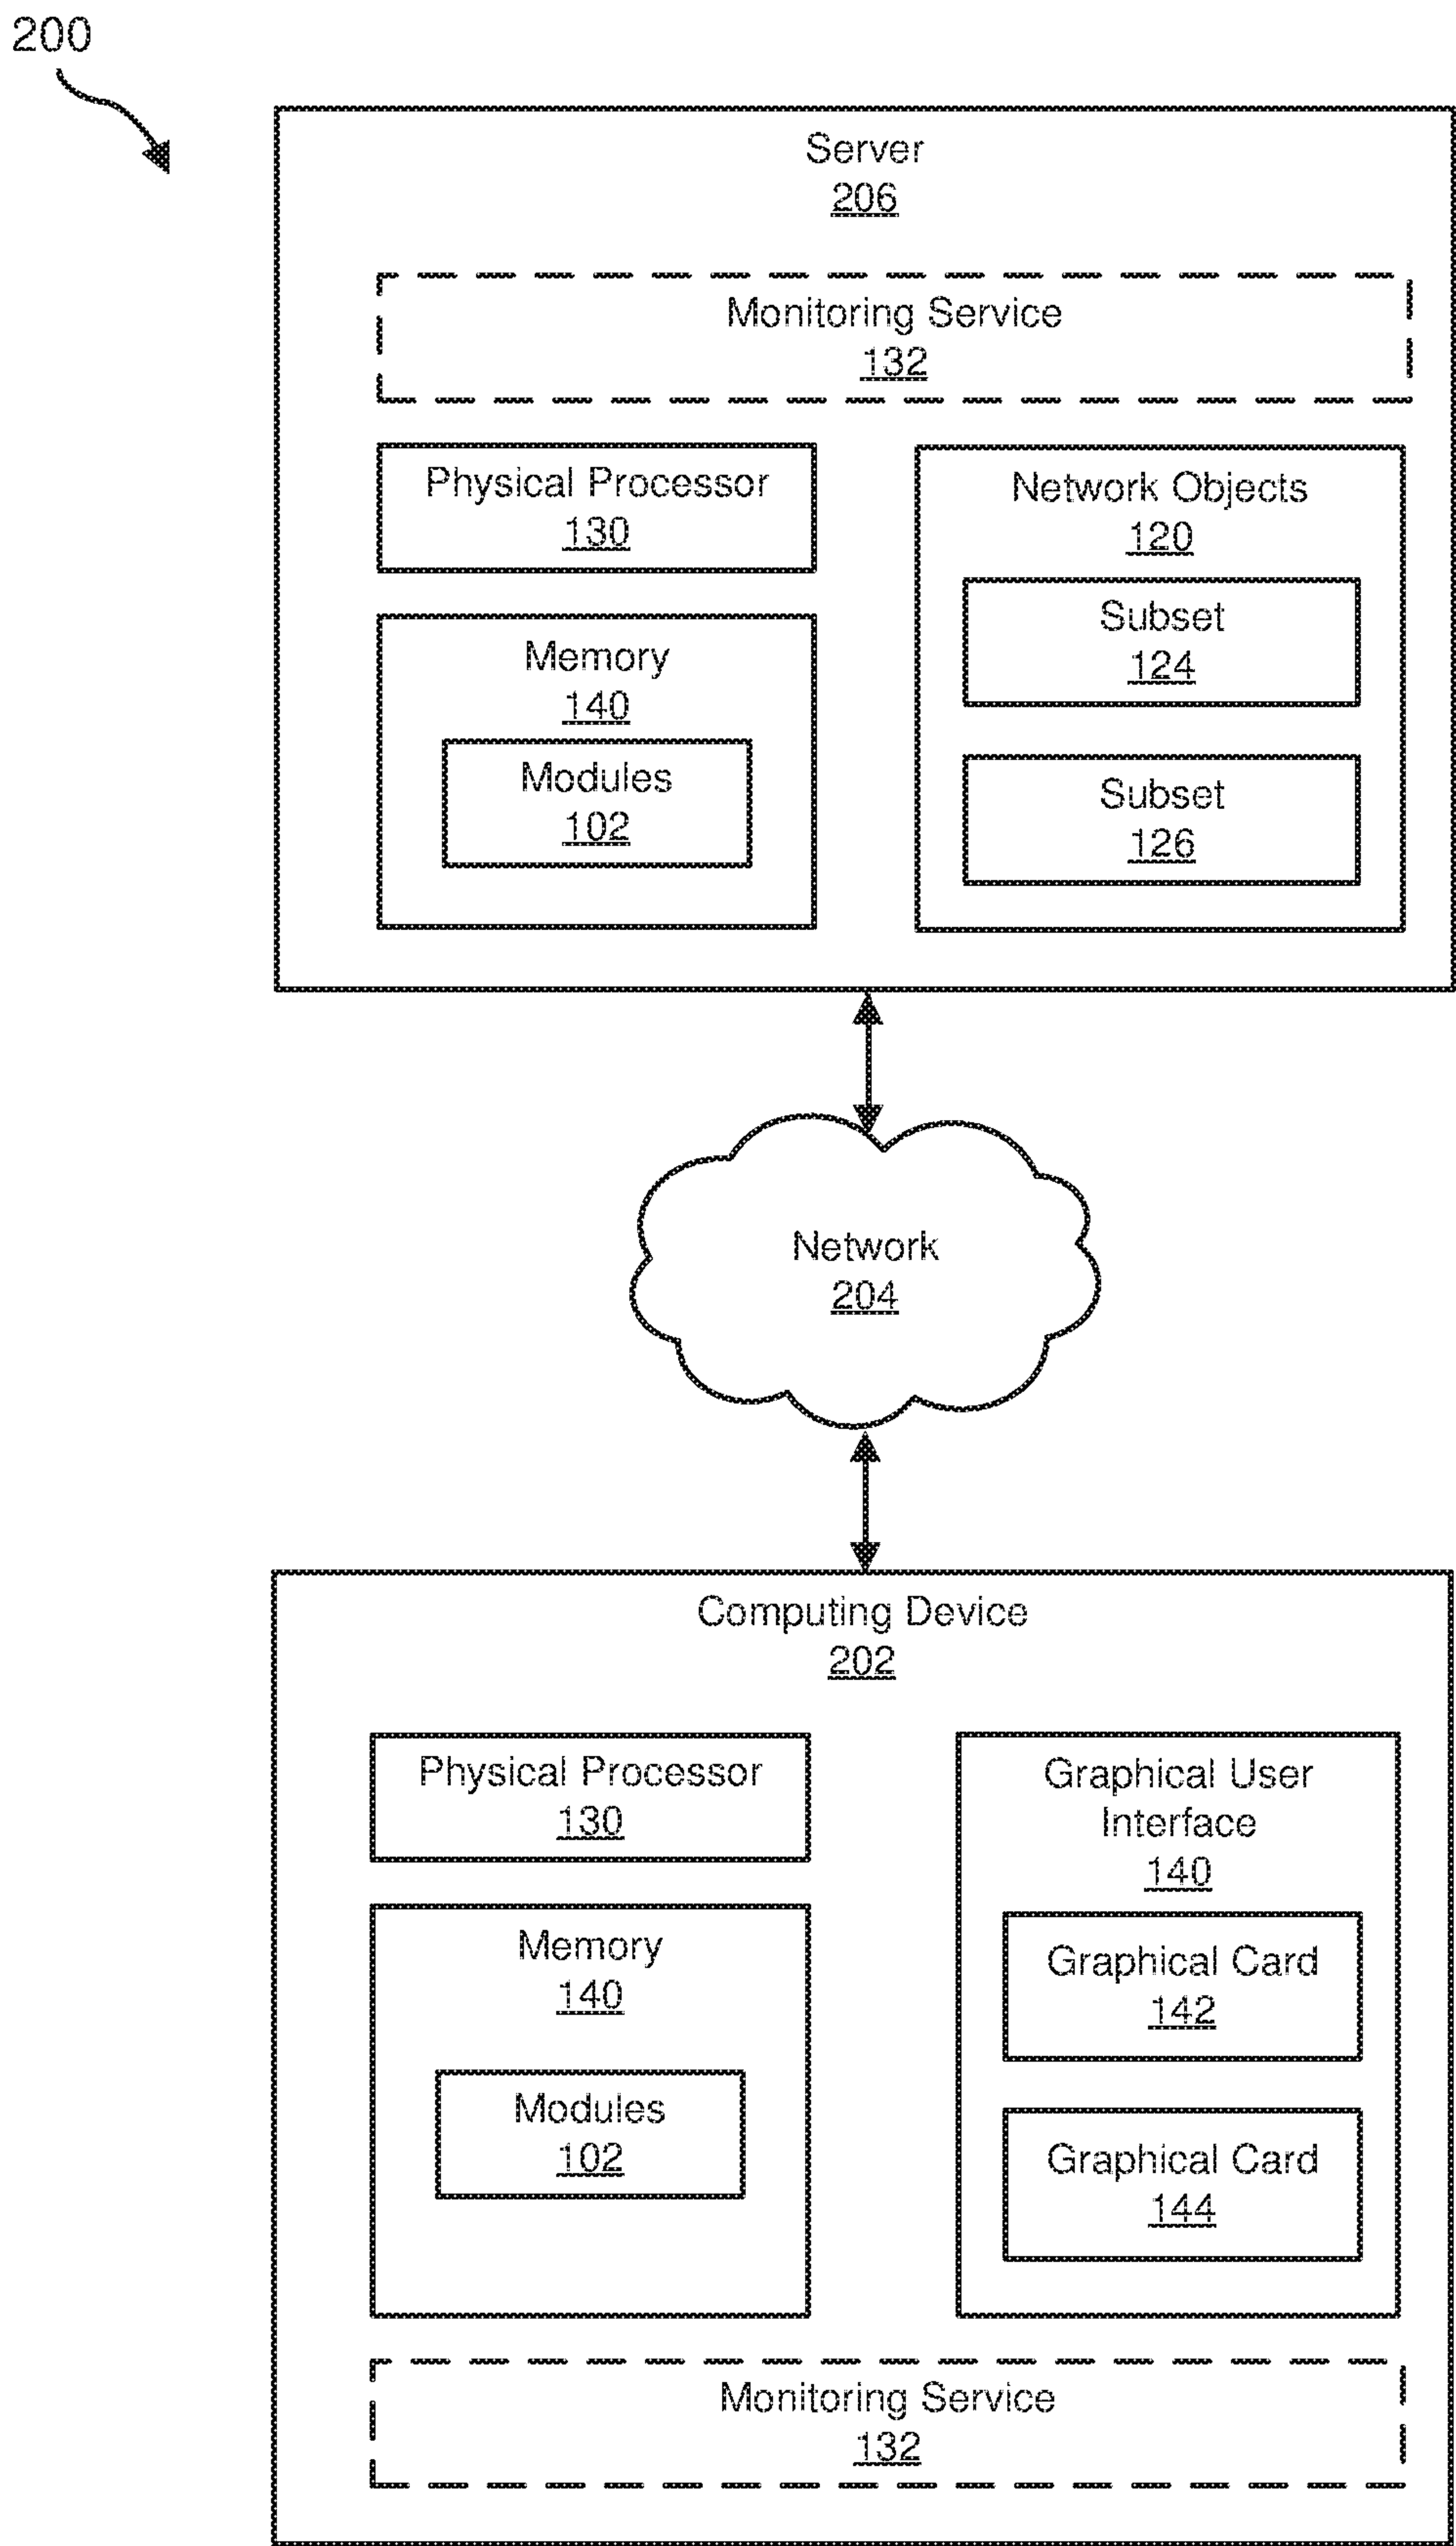 200
Server
206
Monitoring Service
132
Physical Processor
130
Memory
140
Modules
102
Network Objects
120
Subset
124
Subset
126
Network
204
Computing Device
202
Physical Processor
130
Memory
140
Modules
102
Graphical User
Interface
140
Graphical Card
142
Graphical Card
144
Monitoring Service
132